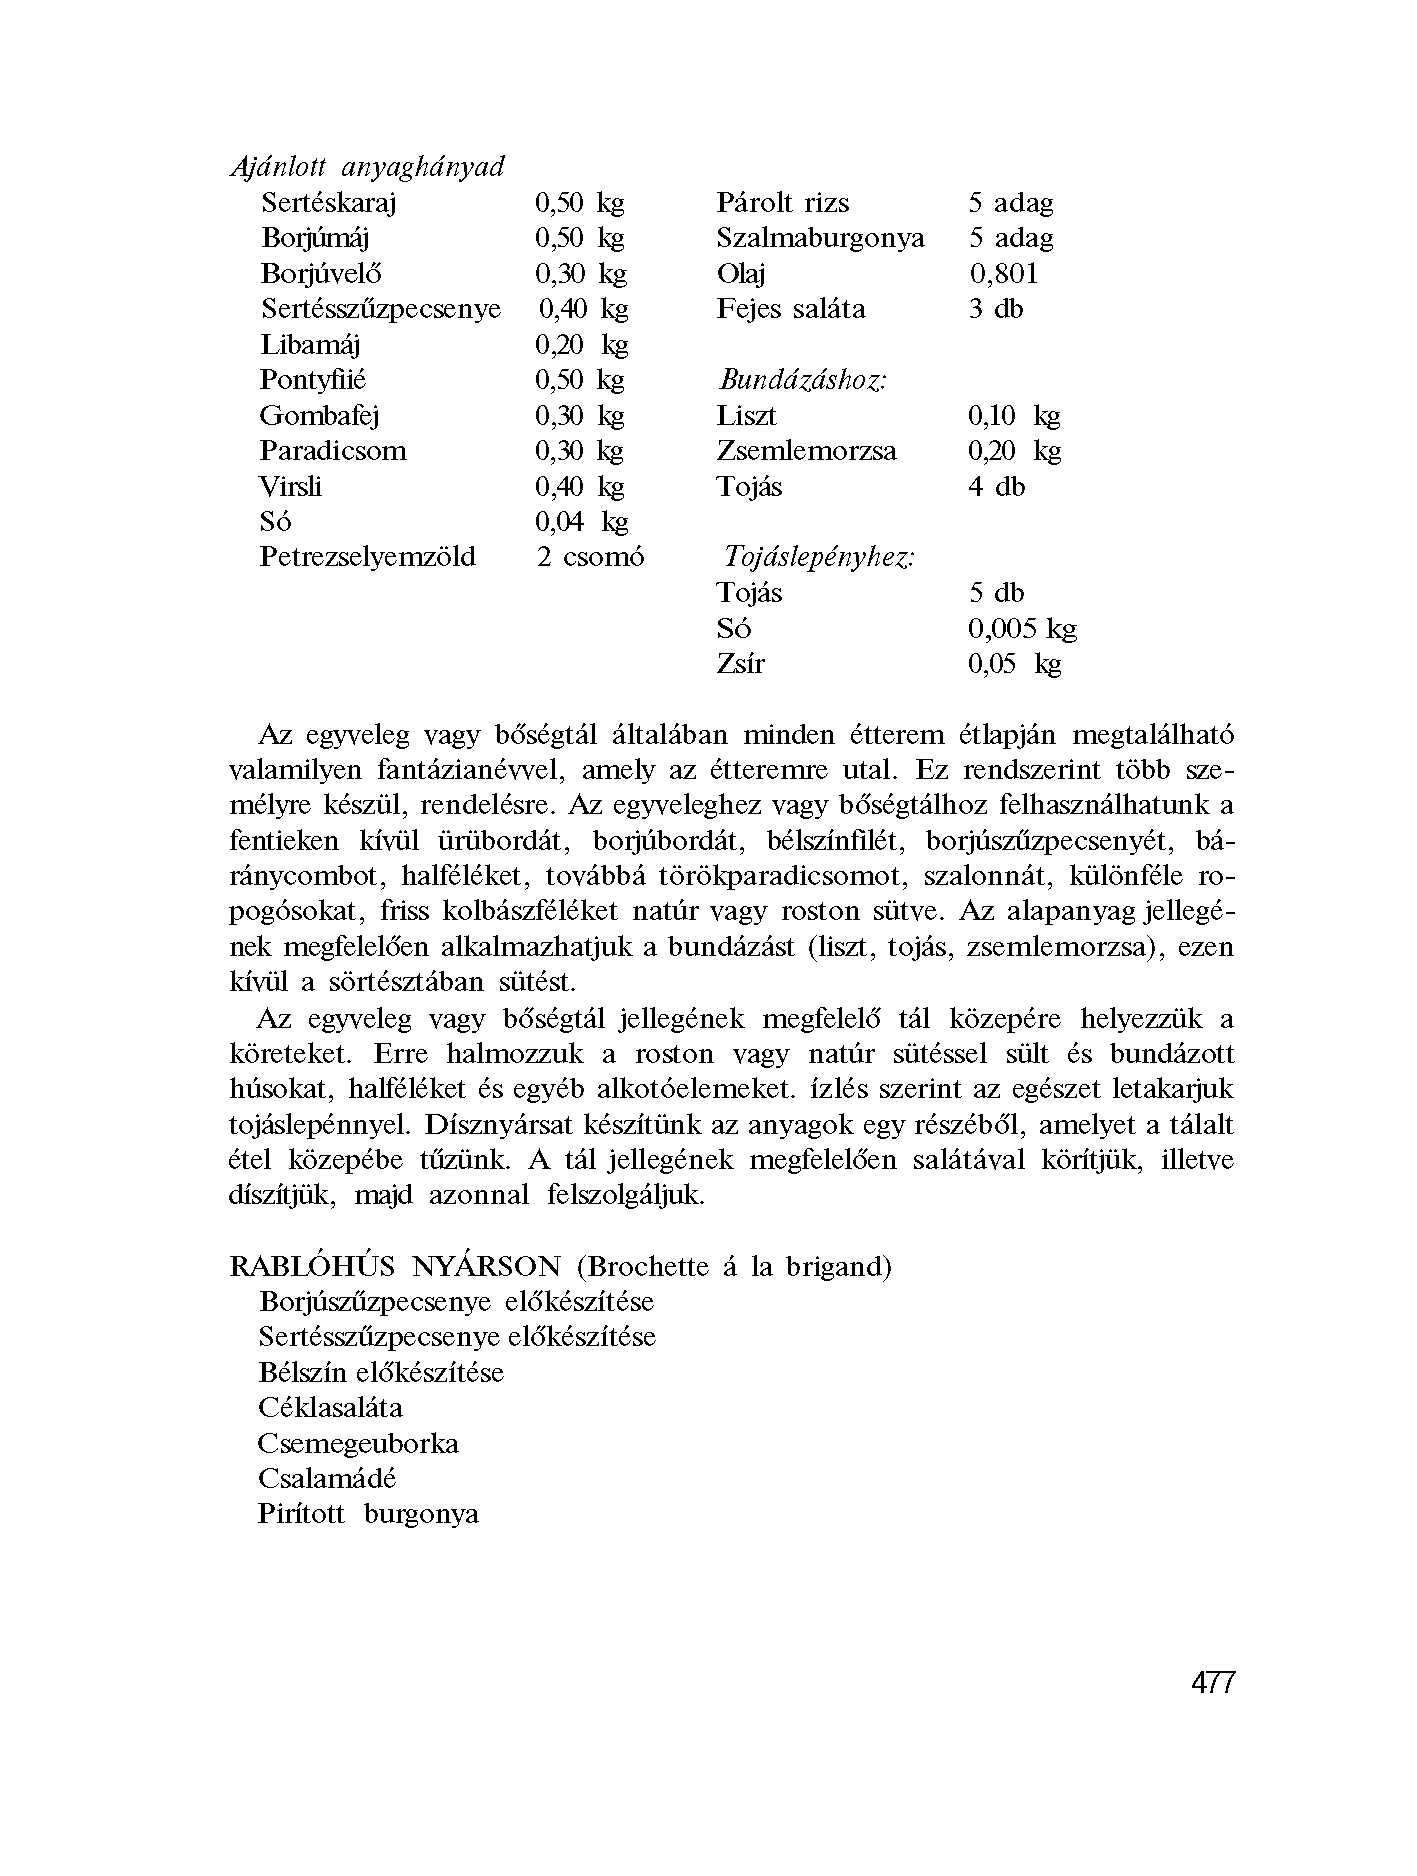 Ajánlott anyaghányad
Sertéskaraj 0,50 kg Párolt rizs 5 adag
Borjúmáj 0,50 kg Szalmaburgonya 5 adag
Borjúvelő 0,30 kg Olaj 0,801
Sertésszűzpecsenye 0,40 kg Fejes saláta 3 db
Libamáj 0,20 kg
Pontyfiié 0,50 kg Bundázáshoz:
Gombafej 0,30 kg Liszt 0,10 kg
Paradicsom 0,30 kg Zsemlemorzsa 0,20 kg
Virsli 0,40 kg Tojás 4 db
Só 0,04 kg
Petrezselyemzöld 2 csomó Tojáslepényhez:
Tojás 5 db
Só 0,005 kg
Zsír 0,05 kg
Az egyveleg vagy bőségtál általában minden étterem étlapján megtalálható
valamilyen fantázianévvel, amely az étteremre utal. Ez rendszerint több sze-
mélyre készül, rendelésre. Az egyveleghez vagy bőségtálhoz felhasználhatunk a
fentieken kívül ürübordát, borjúbordát, bélszínfilét, borjúszűzpecsenyét, bá-
ránycombot, halféléket, továbbá törökparadicsomot, szalonnát, különféle ro-
pogósokat, friss kolbászféléket natúr vagy roston sütve. Az alapanyag jellegé-
nek megfelelően alkalmazhatjuk a bundázást (liszt, tojás, zsemlemorzsa), ezen
kívül a sörtésztában sütést.
Az egyveleg vagy bőségtál jellegének megfelelő tál közepére helyezzük a
köreteket. Erre halmozzuk a roston vagy natúr sütéssel sült és bundázott
húsokat, halféléket és egyéb alkotóelemeket. ízlés szerint az egészet letakarjuk
tojáslepénnyel. Dísznyársat készítünk az anyagok egy részéből, amelyet a tálalt
étel közepébe tűzünk. A tál jellegének megfelelően salátával körítjük, illetve
díszítjük, majd azonnal felszolgáljuk.
RABLÓHÚS NYÁRSON (Brochette á la brigand)
Borjúszűzpecsenye előkészítése
Sertésszűzpecsenye előkészítése
Bélszín előkészítése
Céklasaláta
Csemegeuborka
Csalamádé
Pirított burgonya
477